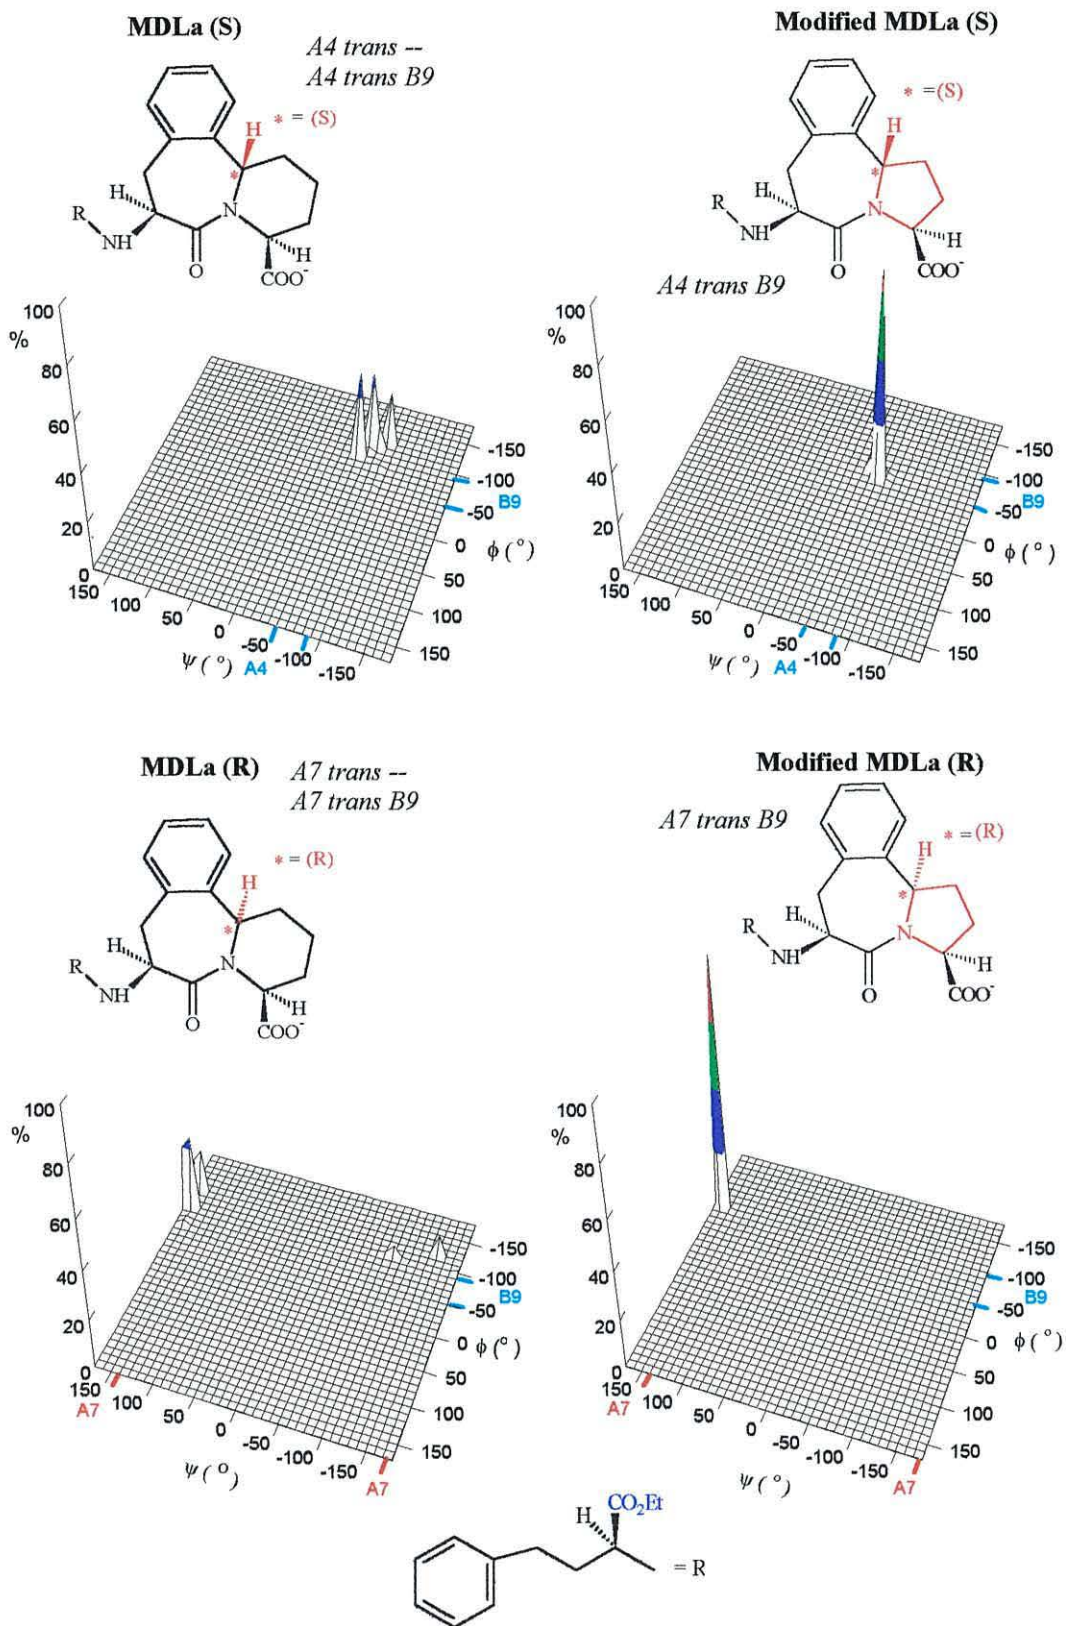 MDLa (S)
A4 trans --
A4 trans B9
* = (S)
H
*
H
R
NH
N
O
H
COO⁻
Modified MDLa (S)
* = (S)
H
*
H
R
NH
N
O
H
COO⁻
A4 trans B9
100
%
80
60
40
20
0
150
100
50
0
-50
-100
-150
A4
ψ (°)
-150
-100
B9
-50
0
ϕ (°)
50
100
150
100
%
80
60
40
20
0
150
100
50
0
-50
-100
-150
A4
ψ (°)
-150
-100
B9
-50
0
ϕ (°)
50
100
150
MDLa (R)
A7 trans --
A7 trans B9
* = (R)
H
*
H
R
NH
N
O
H
COO⁻
Modified MDLa (R)
A7 trans B9
* = (R)
H
*
H
R
NH
N
O
H
COO⁻
100
%
80
60
40
20
0
150
A7
100
50
0
-50
-100
-150
A7
ψ (°)
-150
-100
B9
-50
0
ϕ (°)
50
100
150
100
%
80
60
40
20
0
150
A7
100
50
0
-50
-100
-150
A7
ψ (°)
-150
-100
B9
-50
0
ϕ (°)
50
100
150
CO₂Et
H
= R